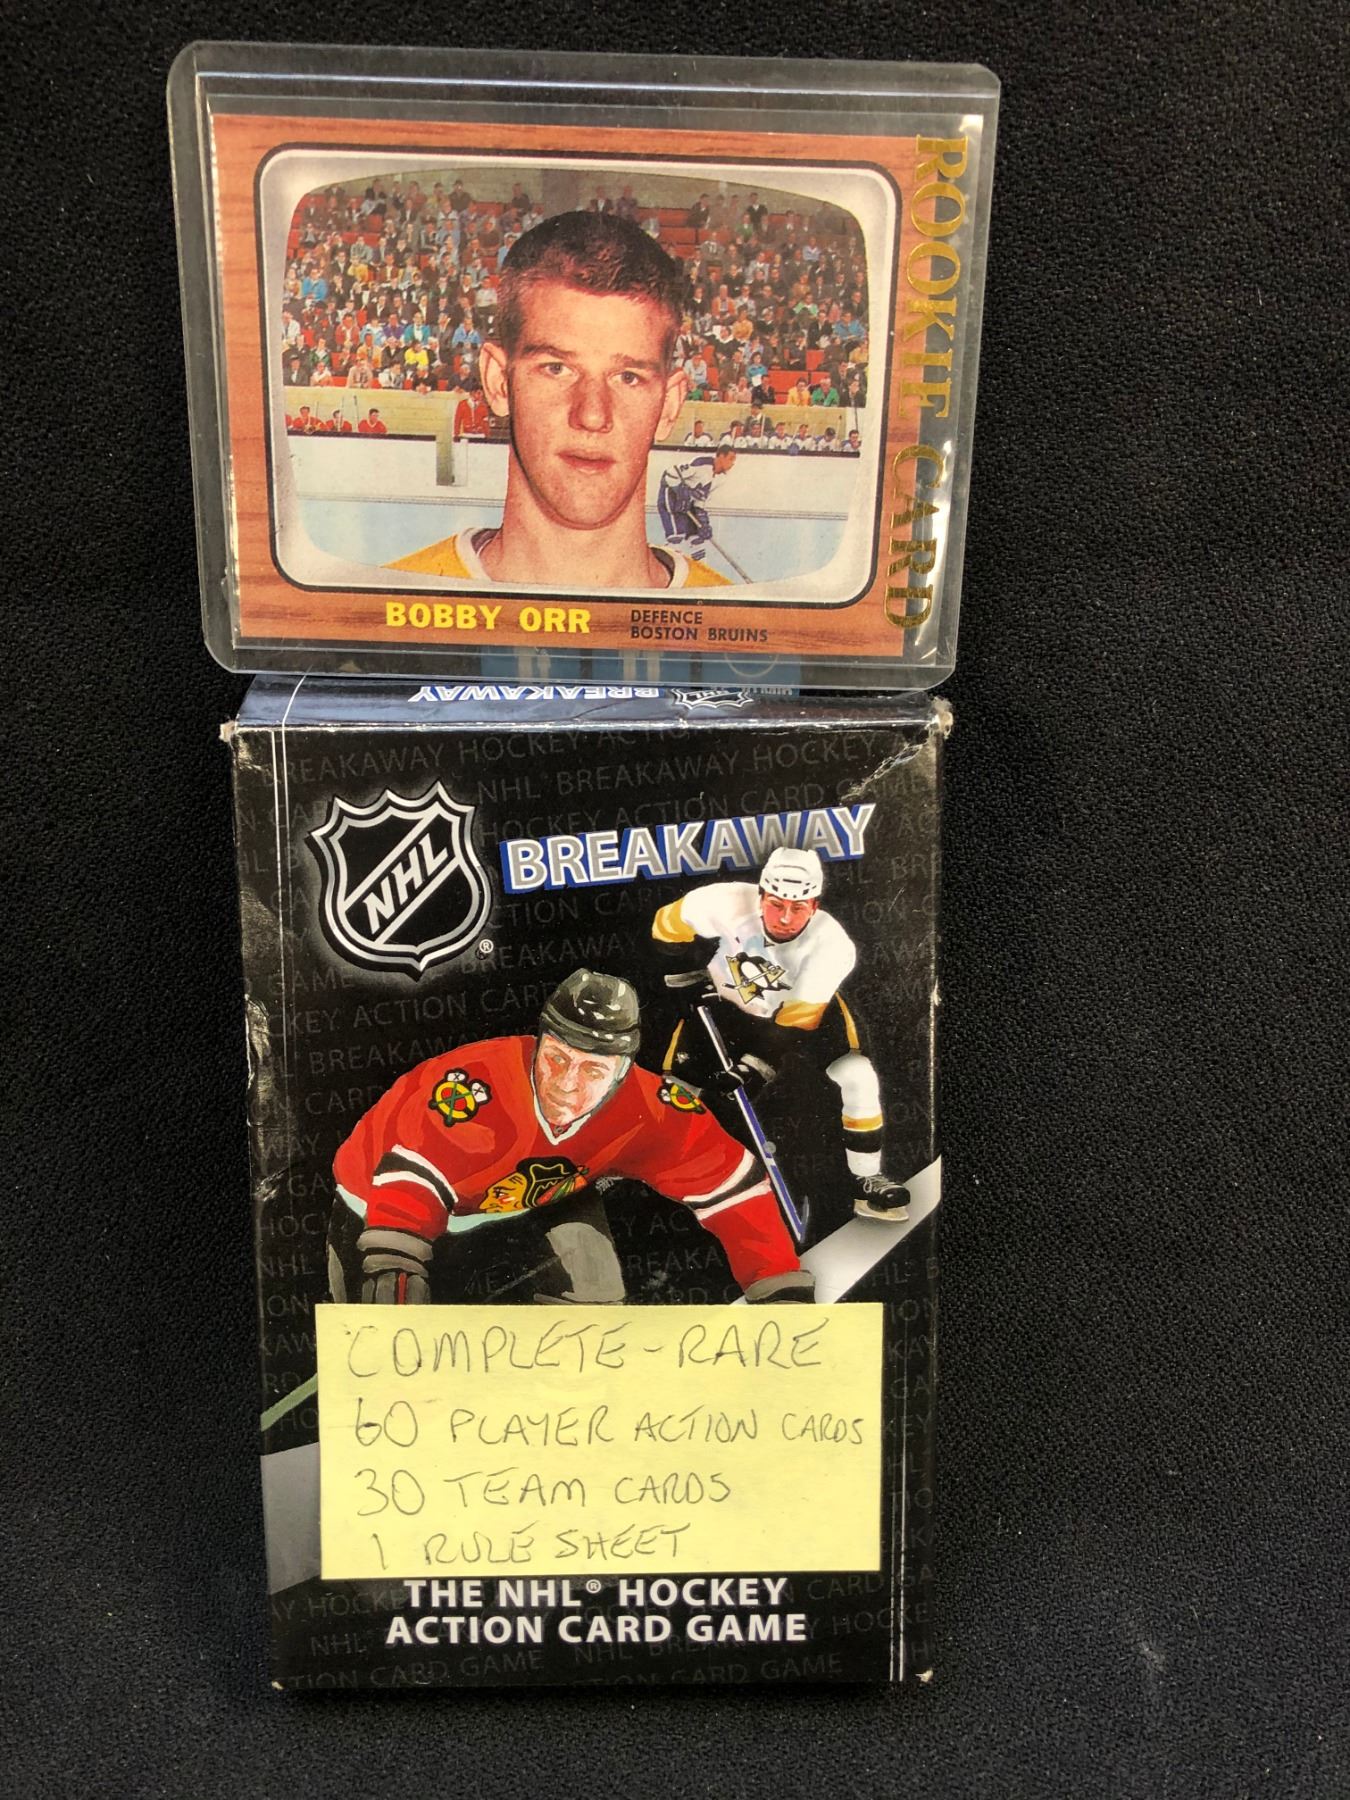 ROOKIE CARD
BOBBY ORR
DEFENCE
BOSTON BRUINS
BREAKAWAY
NHL
NHL ®
BREAKAWAY
COMPLETE - RARE
60 PLAYER ACTION CARDS
30 TEAM CARDS
1 RULE SHEET
THE NHL® HOCKEY
ACTION CARD GAME